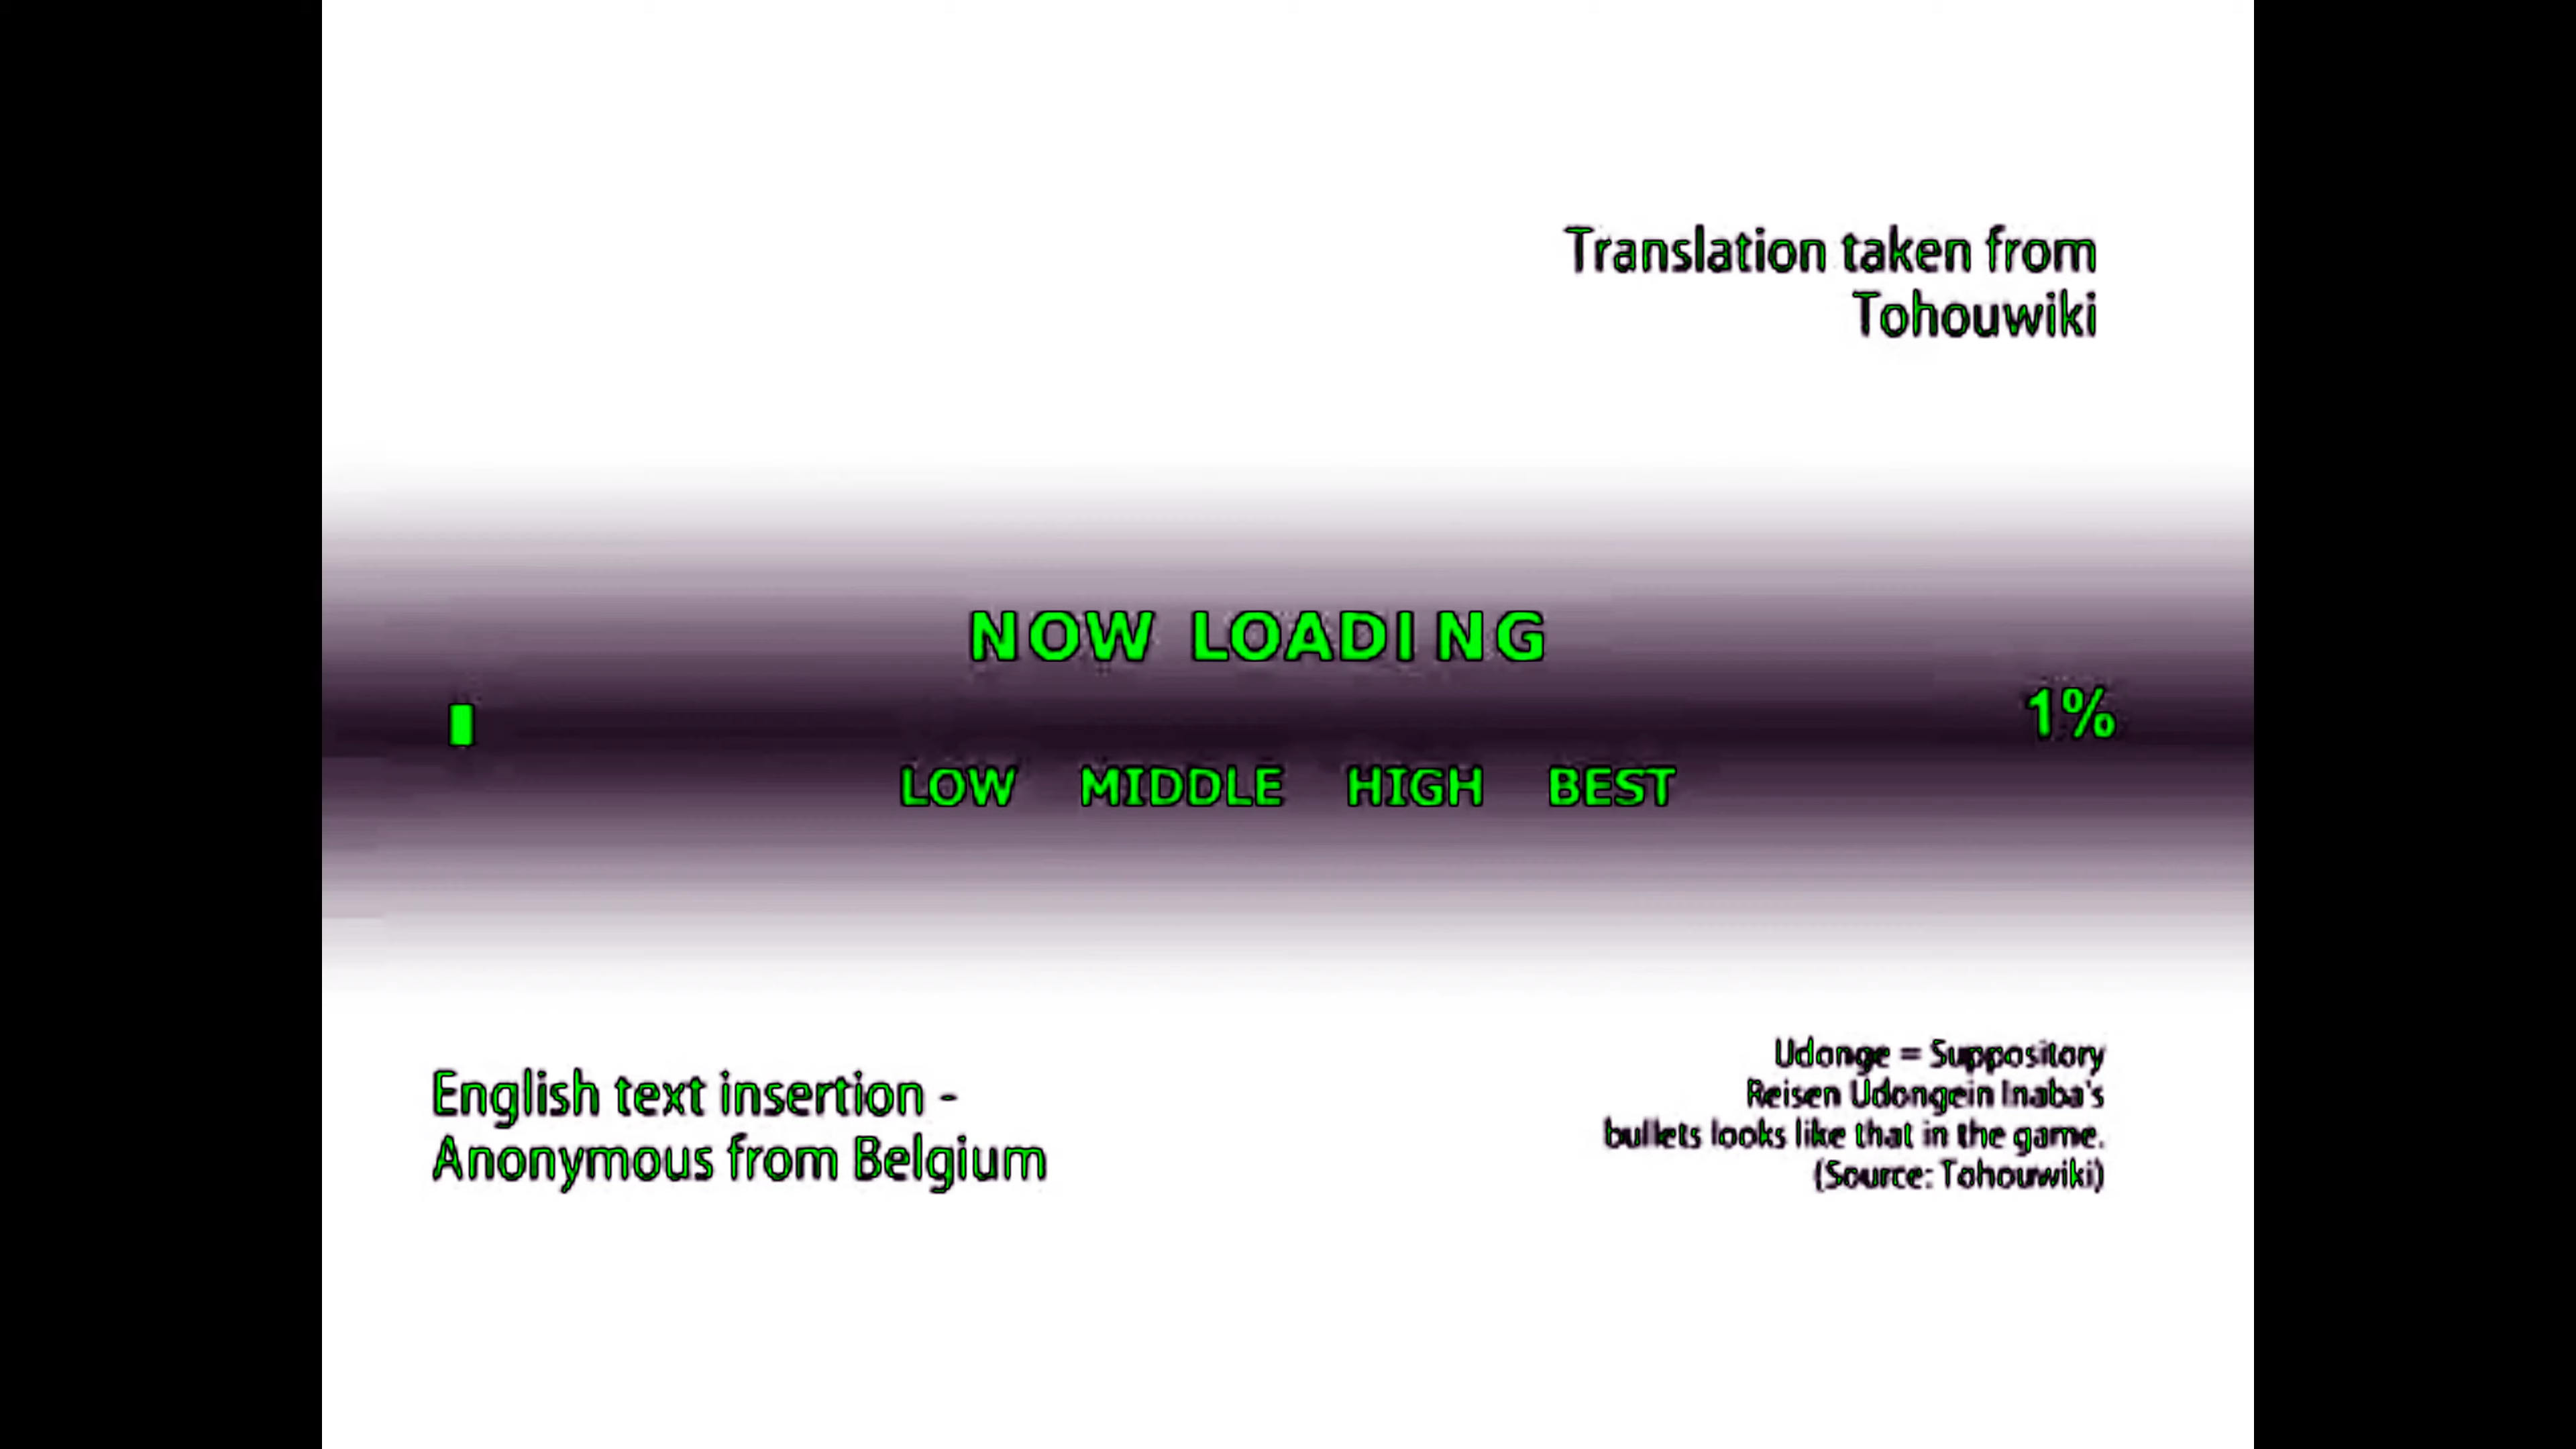 Translation taken from
Tohouwiki
NOW LOADING
1%
LOW MIDDLE HIGH BEST
English text insertion -
Anonymous from Belgium
Udonge = Suppository
Reisen Udongein Inaba's
bullets looks like that in the game.
(Source: Tohouwiki)